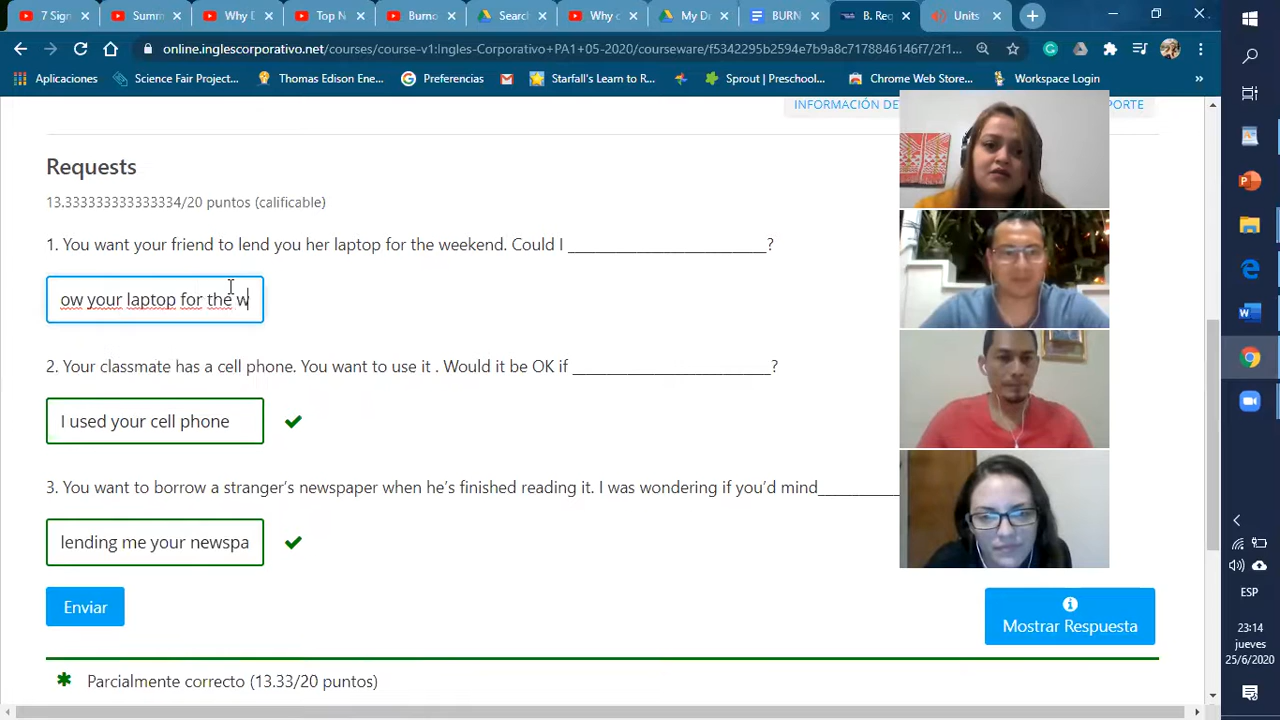 7 Sign
Summ
Why D
Top N
Burno
Search
Why c
My Dr
BURN
B. Req
Units
online.inglescorporativo.net/courses/course-v1:Ingles-Corporativo+PA1+05-2020/courseware/f5342295b2594e7b9a8c7178846146f7/2f1...
Aplicaciones
Science Fair Project...
Thomas Edison Ene...
Preferencias
Starfall's Learn to R...
Sprout | Preschool...
Chrome Web Store...
Workspace Login
»
INFORMACIÓN DE
PORTE
Requests
13.333333333333334/20 puntos (calificable)
1. You want your friend to lend you her laptop for the weekend. Could I _________________________?
ow your laptop for the w
2. Your classmate has a cell phone. You want to use it . Would it be OK if _________________________?
I used your cell phone
3. You want to borrow a stranger's newspaper when he's finished reading it. I was wondering if you'd mind__________
lending me your newspa
Enviar
Mostrar Respuesta
Parcialmente correcto (13.33/20 puntos)
ESP
23:14
jueves
25/6/2020